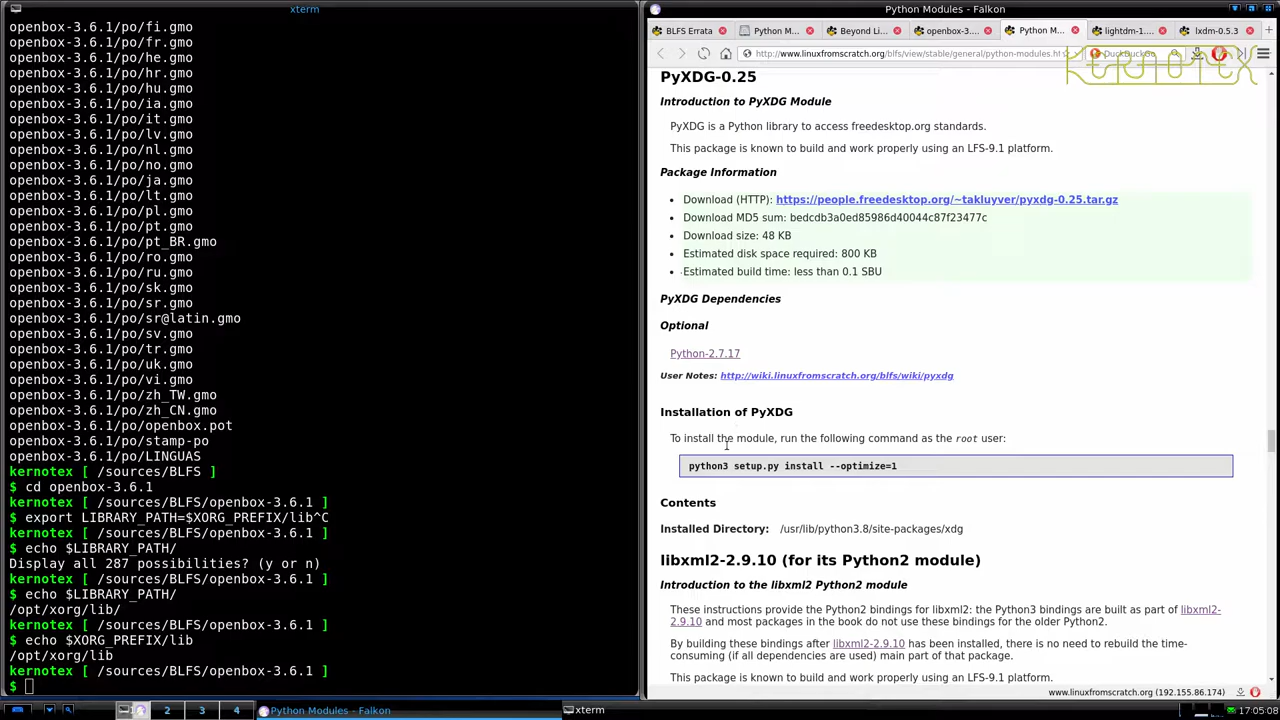 xterm
openbox-3.6.1/po/fi.gmo
openbox-3.6.1/po/fr.gmo
openbox-3.6.1/po/he.gmo
openbox-3.6.1/po/hr.gmo
openbox-3.6.1/po/hu.gmo
openbox-3.6.1/po/ia.gmo
openbox-3.6.1/po/it.gmo
openbox-3.6.1/po/lv.gmo
openbox-3.6.1/po/nl.gmo
openbox-3.6.1/po/no.gmo
openbox-3.6.1/po/ja.gmo
openbox-3.6.1/po/lt.gmo
openbox-3.6.1/po/pl.gmo
openbox-3.6.1/po/pt.gmo
openbox-3.6.1/po/pt_BR.gmo
openbox-3.6.1/po/ro.gmo
openbox-3.6.1/po/ru.gmo
openbox-3.6.1/po/sk.gmo
openbox-3.6.1/po/sr.gmo
openbox-3.6.1/po/sr@latin.gmo
openbox-3.6.1/po/sv.gmo
openbox-3.6.1/po/tr.gmo
openbox-3.6.1/po/uk.gmo
openbox-3.6.1/po/vi.gmo
openbox-3.6.1/po/zh_TW.gmo
openbox-3.6.1/po/zh_CN.gmo
openbox-3.6.1/po/openbox.pot
openbox-3.6.1/po/stamp-po
openbox-3.6.1/po/LINGUAS
kernotex [ /sources/BLFS ]
$ cd openbox-3.6.1
kernotex [ /sources/BLFS/openbox-3.6.1 ]
$ export LIBRARY_PATH=$XORG_PREFIX/lib^C
kernotex [ /sources/BLFS/openbox-3.6.1 ]
$ echo $LIBRARY_PATH/
Display all 287 possibilities? (y or n)
kernotex [ /sources/BLFS/openbox-3.6.1 ]
$ echo $LIBRARY_PATH/
/opt/xorg/lib/
kernotex [ /sources/BLFS/openbox-3.6.1 ]
$ echo $XORG_PREFIX/lib
/opt/xorg/lib
kernotex [ /sources/BLFS/openbox-3.6.1 ]
$
Python Modules - Falkon
BLFS Errata
Python M...
Beyond Li...
openbox-3....
Python M...
lightdm-1....
lxdm-0.5.3
http://www.linuxfromscratch.org/blfs/view/stable/general/python-modules.h
DuckDuckGo
KERNOTEX
PyXDG-0.25
Introduction to PyXDG Module
PyXDG is a Python library to access freedesktop.org standards.
This package is known to build and work properly using an LFS-9.1 platform.
Package Information
Download (HTTP): https://people.freedesktop.org/~takluyver/pyxdg-0.25.tar.gz
Download MD5 sum: bedcdb3a0ed85986d40044c87f23477c
Download size: 48 KB
Estimated disk space required: 800 KB
Estimated build time: less than 0.1 SBU
PyXDG Dependencies
Optional
Python-2.7.17
User Notes: http://wiki.linuxfromscratch.org/blfs/wiki/pyxdg
Installation of PyXDG
To install the module, run the following command as the root user:
python3 setup.py install --optimize=1
Contents
Installed Directory: /usr/lib/python3.8/site-packages/xdg
libxml2-2.9.10 (for its Python2 module)
Introduction to the libxml2 Python2 module
These instructions provide the Python2 bindings for libxml2: the Python3 bindings are built as part of libxml2-
2.9.10 and most packages in the book do not use these bindings for the older Python2.
By building these bindings after libxml2-2.9.10 has been installed, there is no need to rebuild the time-
consuming (if all dependencies are used) main part of that package.
This package is known to build and work properly using an LFS-9.1 platform.
www.linuxfromscratch.org (192.155.86.174)
2
3
4
Python Modules - Falkon
xterm
17:05:08